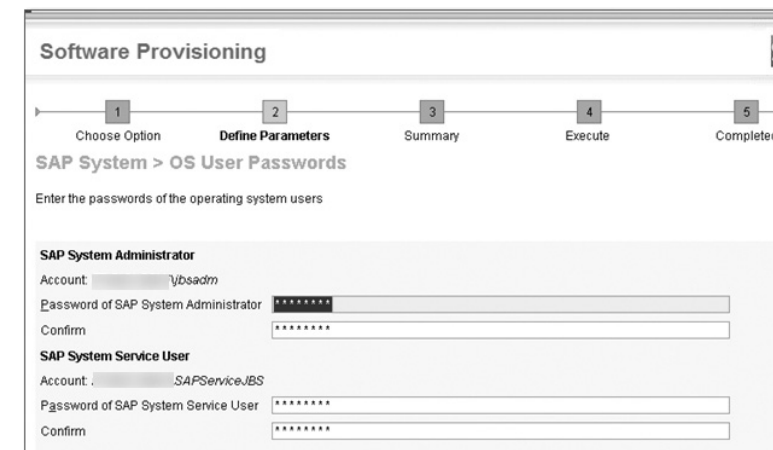 Software Provisioning
1 2 3 4 5
Choose Option Define Parameters Summary Execute Complete
SAP System > OS User Passwords
Enter the passwords of the operating system users
SAP System Administrator
Account: \jbsadm
Password of SAP System Administrator ********
Confirm ********
SAP System Service User
Account: SAPServiceJBS
Password of SAP System Service User ********
Confirm ********